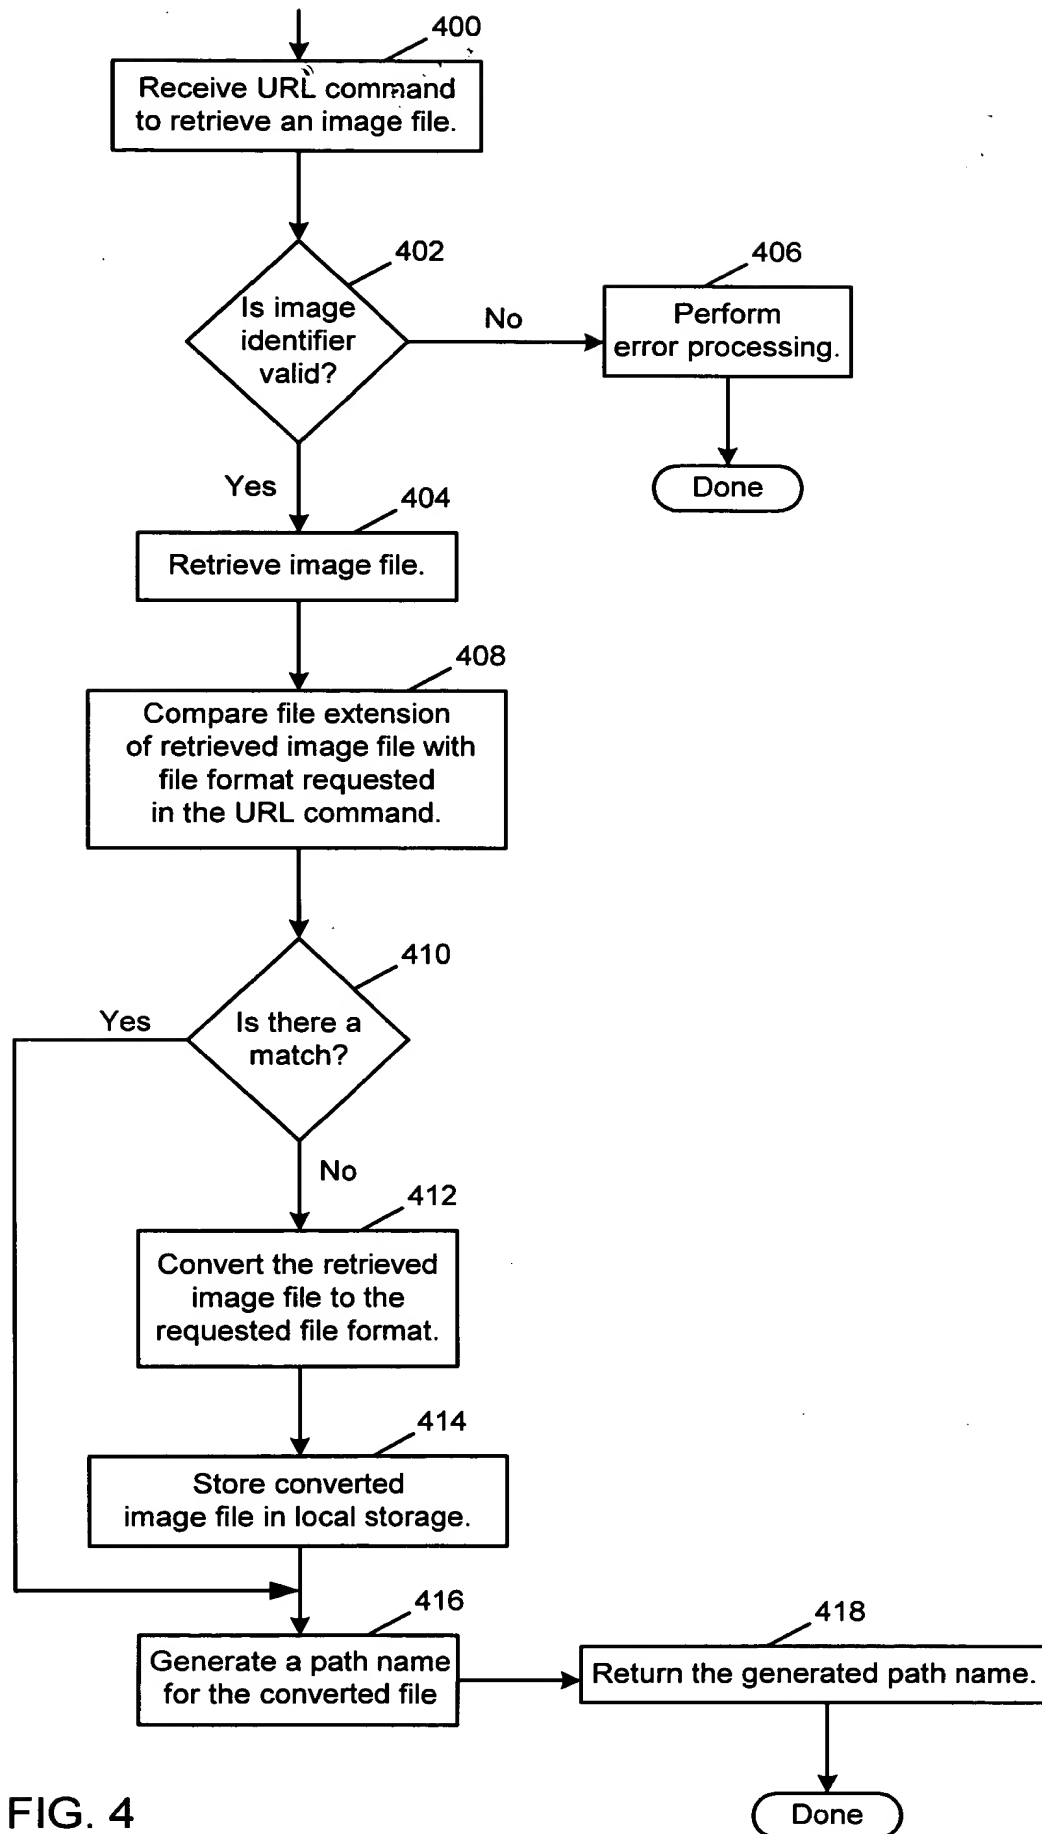 400
Receive URL command
to retrieve an image file.
402
Is image
identifier
valid?
No
406
Perform
error processing.
Done
Yes
404
Retrieve image file.
408
Compare file extension
of retrieved image file with
file format requested
in the URL command.
410
Is there a
match?
Yes
No
412
Convert the retrieved
image file to the
requested file format.
414
Store converted
image file in local storage.
416
Generate a path name
for the converted file
418
Return the generated path name.
Done
FIG. 4